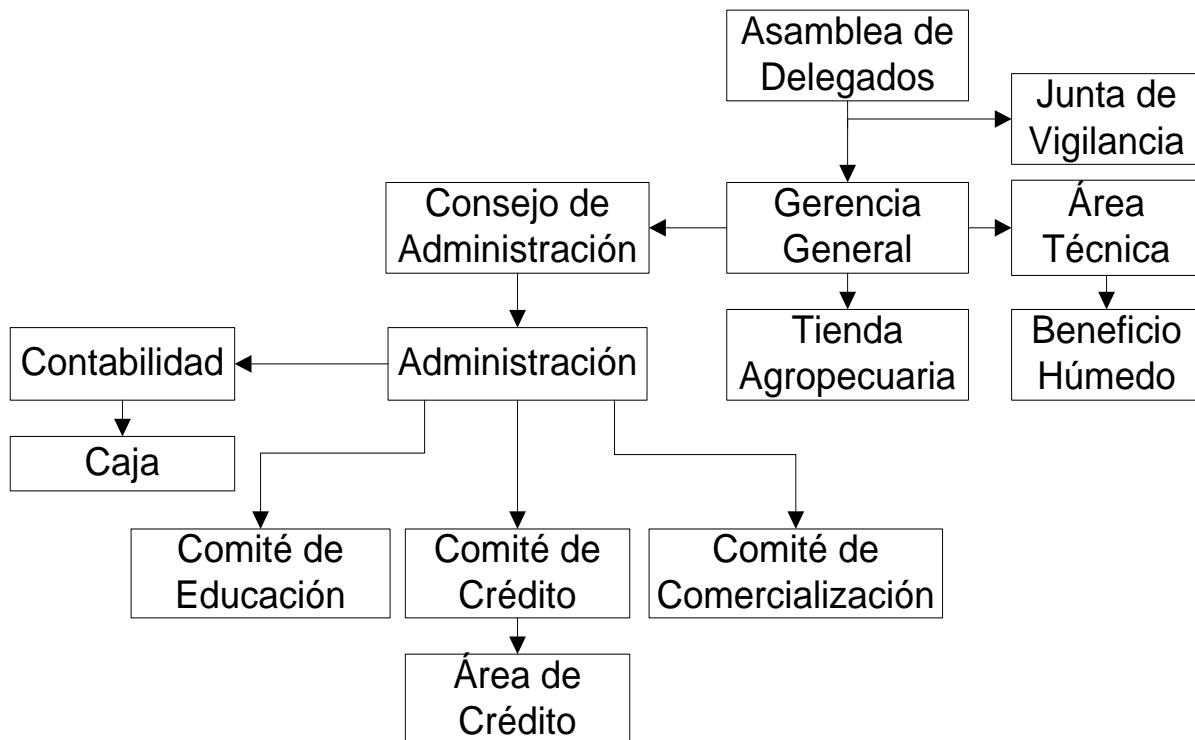 Asamblea de
Delegados
Junta de
Vigilancia
Consejo de
Administración
Gerencia
General
Área
Técnica
Contabilidad
Administración
Tienda
Agropecuaria
Beneficio
Húmedo
Caja
Comité de
Educación
Comité de
Crédito
Comité de
Comercialización
Área de
Crédito